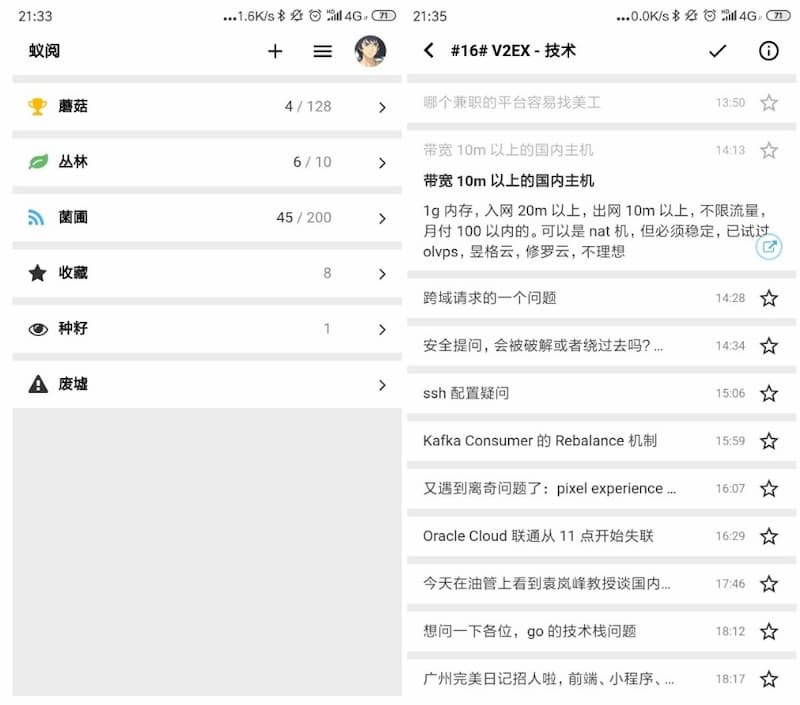 21:33
...1.6K/s
4G
71
蚁阅
蘑菇
4 / 128
丛林
6 / 10
菌圃
45 / 200
收藏
8
种籽
1
废墟
21:35
...0.0K/s
4G
71
#16# V2EX - 技术
哪个兼职的平台容易找美工
13:50
带宽 10m 以上的国内主机
14:13
带宽 10m 以上的国内主机
1g 内存，入网 20m 以上，出网 10m 以上，不限流量，
月付 100 以内的。可以是 nat 机，但必须稳定，已试过
olvps，昱格云，修罗云，不理想
跨域请求的一个问题
14:28
安全提问，会被破解或者绕过去吗? ...
14:34
ssh 配置疑问
15:06
Kafka Consumer 的 Rebalance 机制
15:59
又遇到离奇问题了：pixel experience ...
16:07
Oracle Cloud 联通从 11 点开始失联
16:29
今天在油管上看到袁岚峰教授谈国内...
17:46
想问一下各位，go 的技术栈问题
18:12
广州完美日记招人啦，前端、小程序、...
18:17